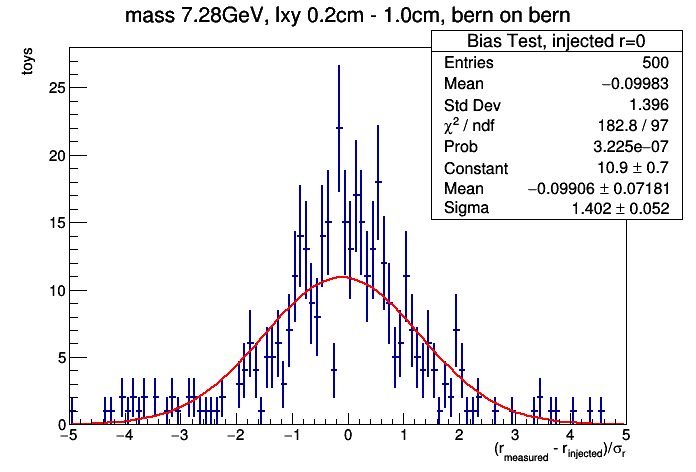 mass 7.28GeV, lxy 0.2cm - 1.0cm, bern on bern
Bias Test, injected r=0
Entries 500
Mean −0.09983
Std Dev 1.396
χ² / ndf 182.8 / 97
Prob 3.225e−07
Constant 10.9 ± 0.7
Mean −0.09906 ± 0.07181
Sigma 1.402 ± 0.052
toys
25
20
15
10
5
0
−5 −4 −3 −2 −1 0 1 2 3 4 5
(r_measured - r_injected)/σ_r